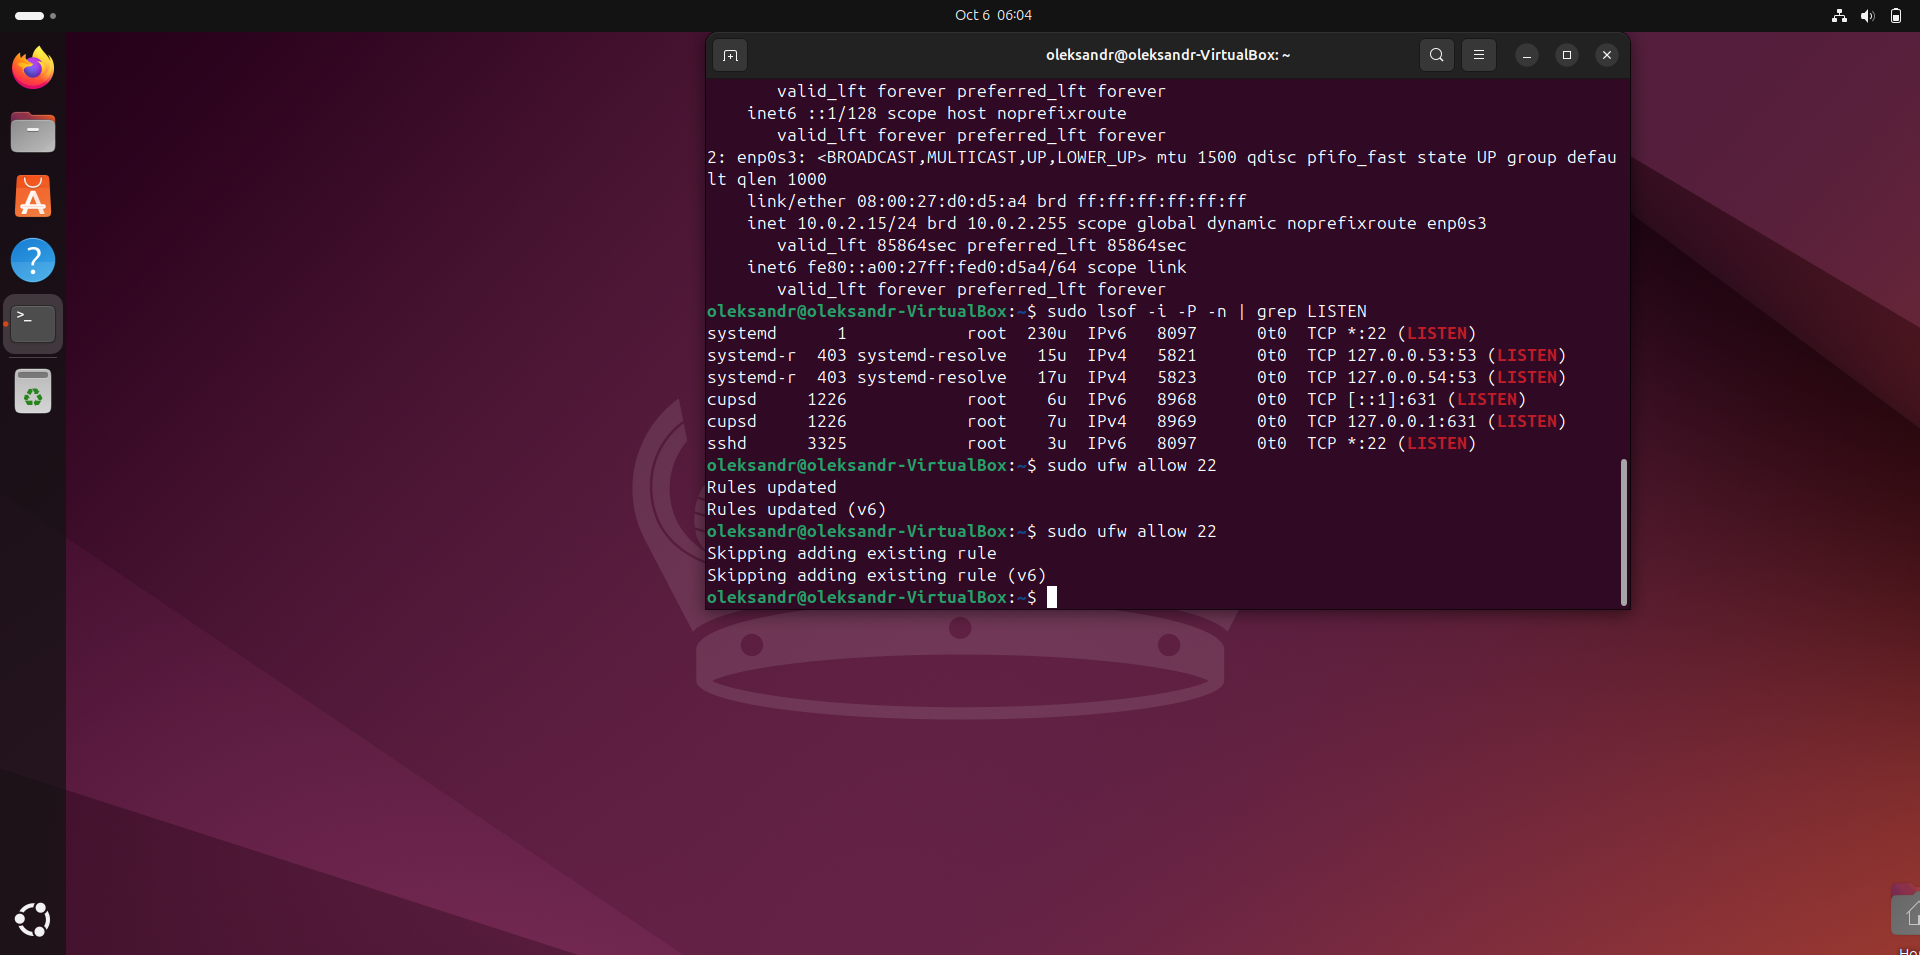 Oct 6 06:04
oleksandr@oleksandr-VirtualBox: ~
valid_lft forever preferred_lft forever
inet6 ::1/128 scope host noprefixroute
valid_lft forever preferred_lft forever
2: enp0s3: <BROADCAST,MULTICAST,UP,LOWER_UP> mtu 1500 qdisc pfifo_fast state UP group defau
lt qlen 1000
link/ether 08:00:27:d0:d5:a4 brd ff:ff:ff:ff:ff:ff
inet 10.0.2.15/24 brd 10.0.2.255 scope global dynamic noprefixroute enp0s3
valid_lft 85864sec preferred_lft 85864sec
inet6 fe80::a00:27ff:fed0:d5a4/64 scope link
valid_lft forever preferred_lft forever
oleksandr@oleksandr-VirtualBox:~$ sudo lsof -i -P -n | grep LISTEN
systemd 1 root 230u IPv6 8097 0t0 TCP *:22 (LISTEN)
systemd-r 403 systemd-resolve 15u IPv4 5821 0t0 TCP 127.0.0.53:53 (LISTEN)
systemd-r 403 systemd-resolve 17u IPv4 5823 0t0 TCP 127.0.0.54:53 (LISTEN)
cupsd 1226 root 6u IPv6 8968 0t0 TCP [::1]:631 (LISTEN)
cupsd 1226 root 7u IPv4 8969 0t0 TCP 127.0.0.1:631 (LISTEN)
sshd 3325 root 3u IPv6 8097 0t0 TCP *:22 (LISTEN)
oleksandr@oleksandr-VirtualBox:~$ sudo ufw allow 22
Rules updated
Rules updated (v6)
oleksandr@oleksandr-VirtualBox:~$ sudo ufw allow 22
Skipping adding existing rule
Skipping adding existing rule (v6)
oleksandr@oleksandr-VirtualBox:~$